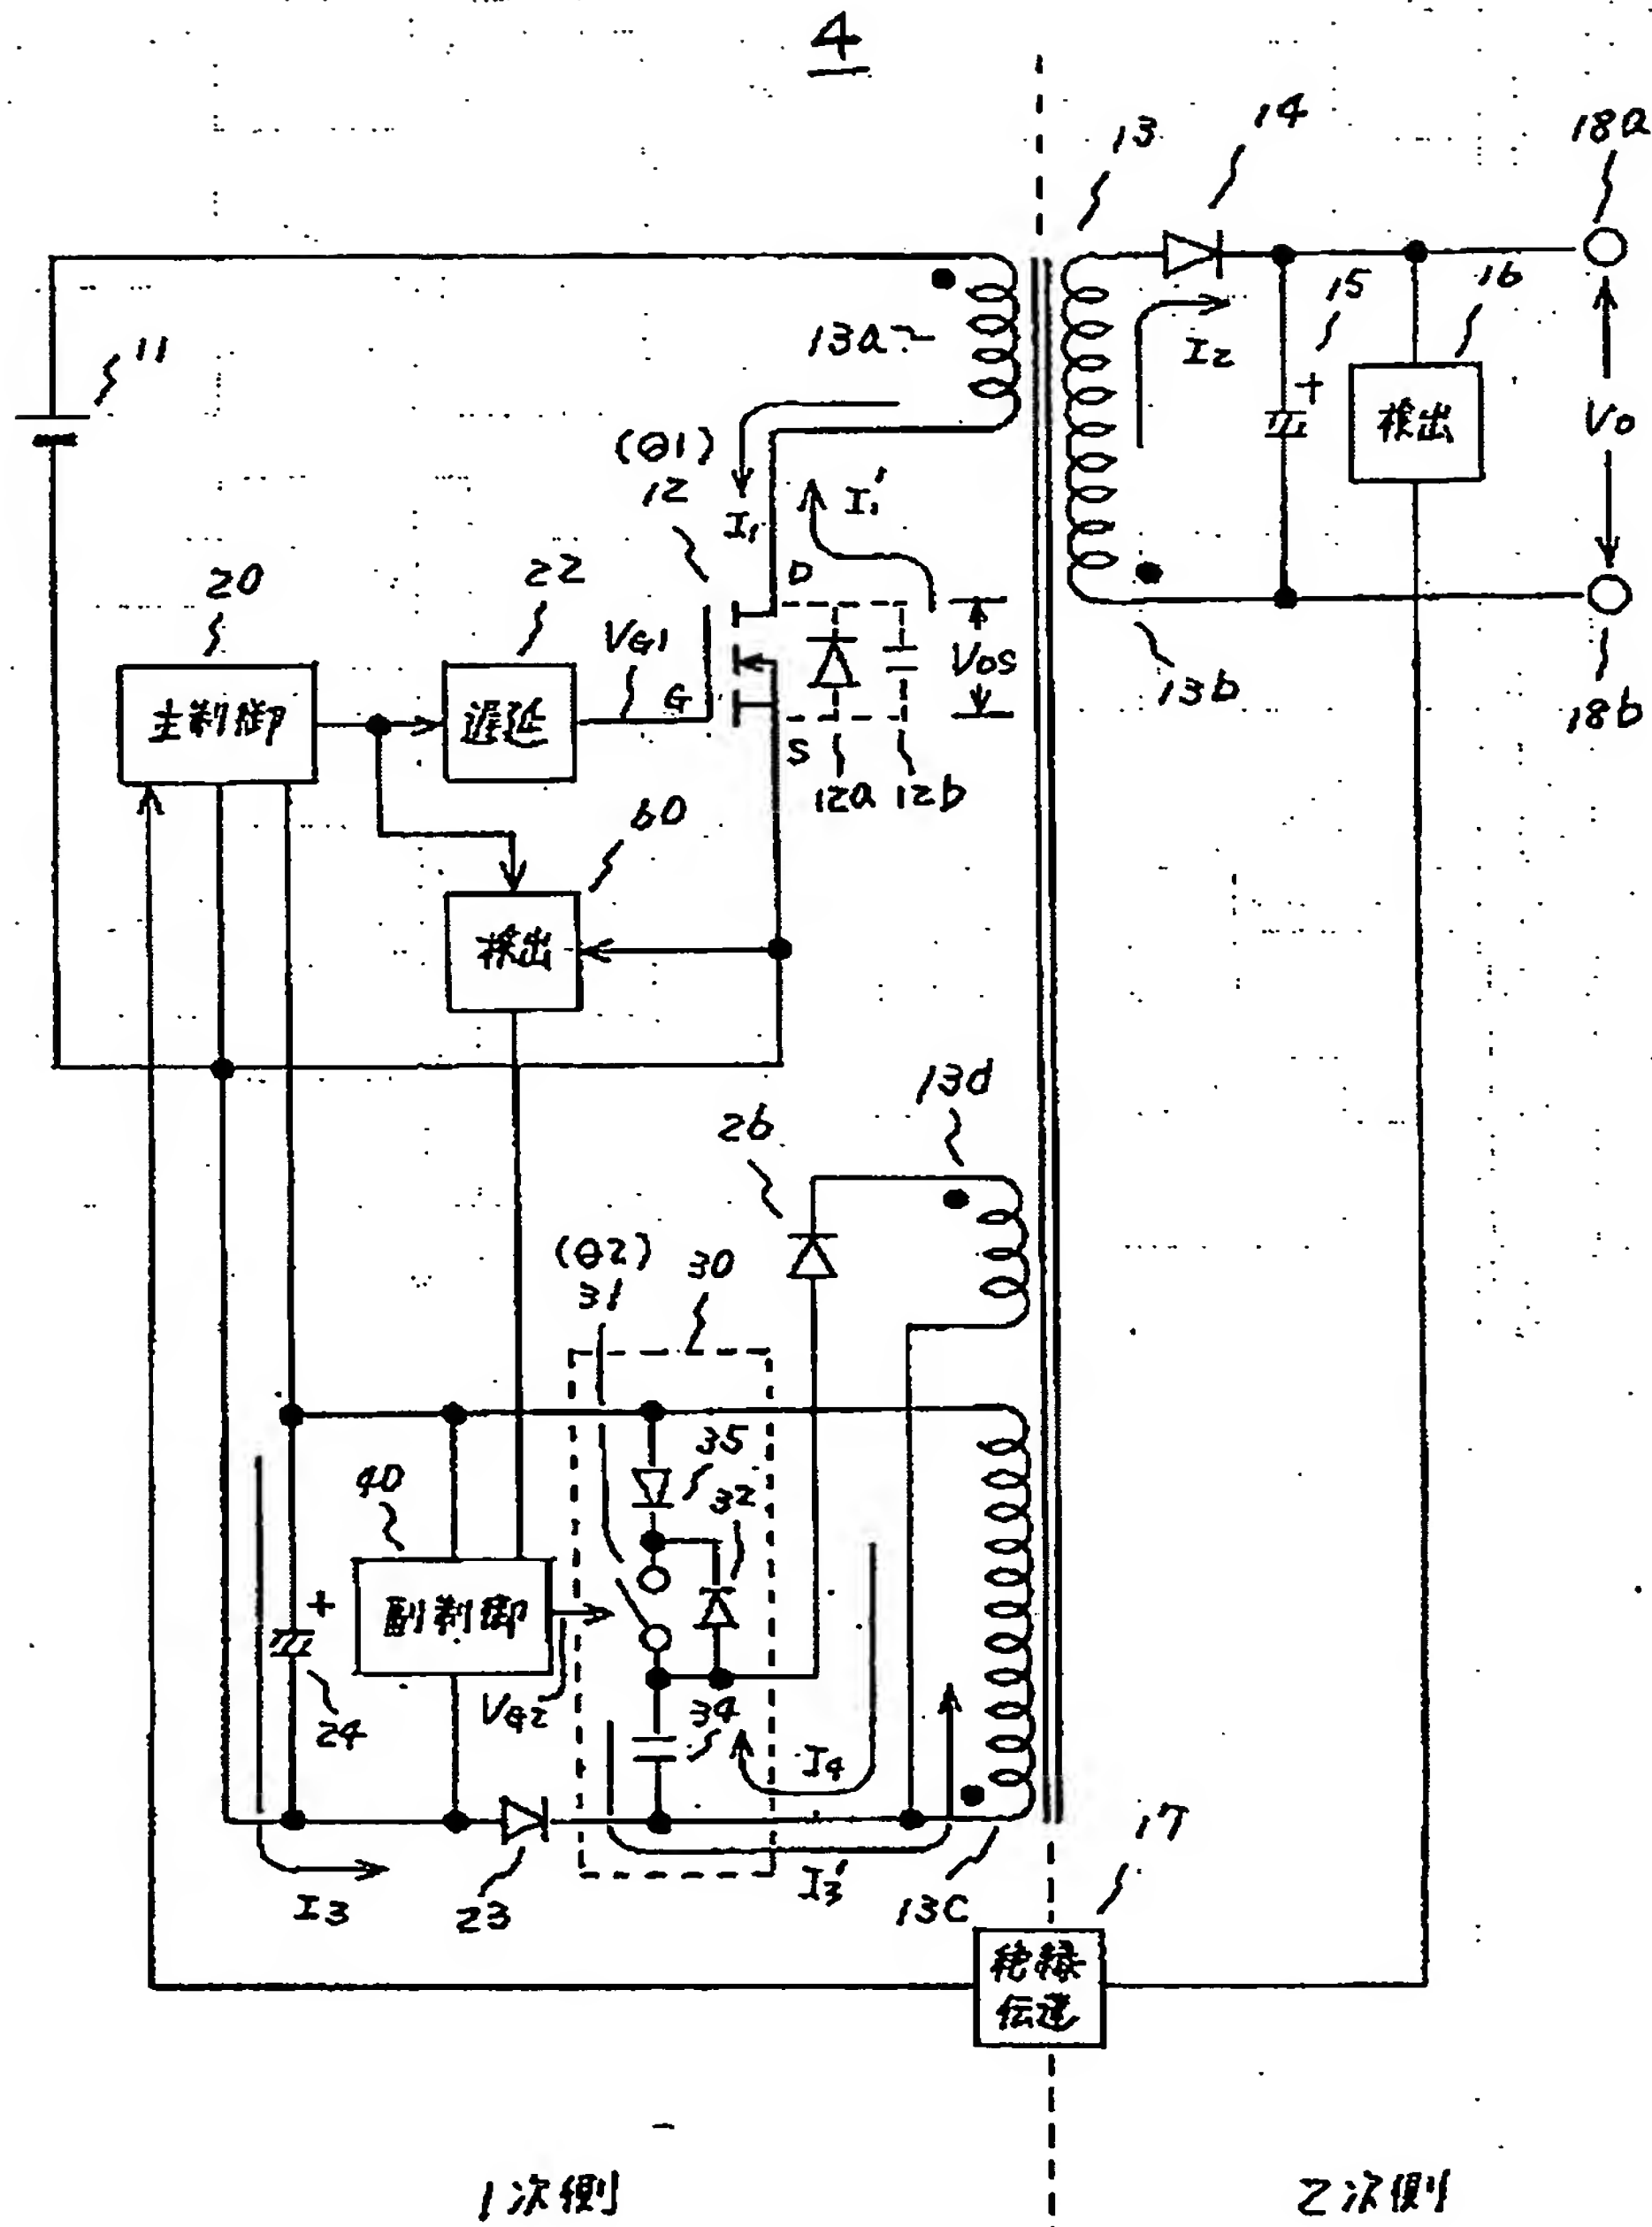 4
13
14
18a
11
13a
15
16
I2
+
検出
Vo
(Q1)
12
I1
I1'
D
20
22
VG1
G
VDS
主制御
遅延
S
12a
12b
13b
18b
60
検出
13d
26
(Q2)
31
30
35
40
32
+
副制御
24
VG2
34
I4
I3
23
I3'
13C
17
絶縁
伝達
1次側
2次側